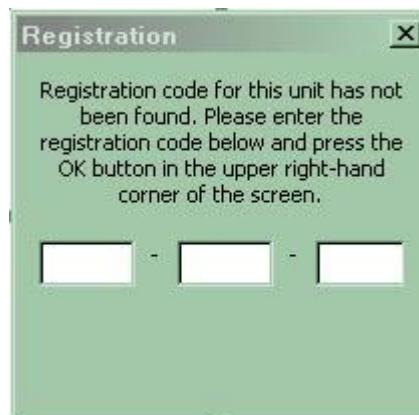 Registration
Registration code for this unit has not
been found. Please enter the
registration code below and press the
OK button in the upper right-hand
corner of the screen.
- -